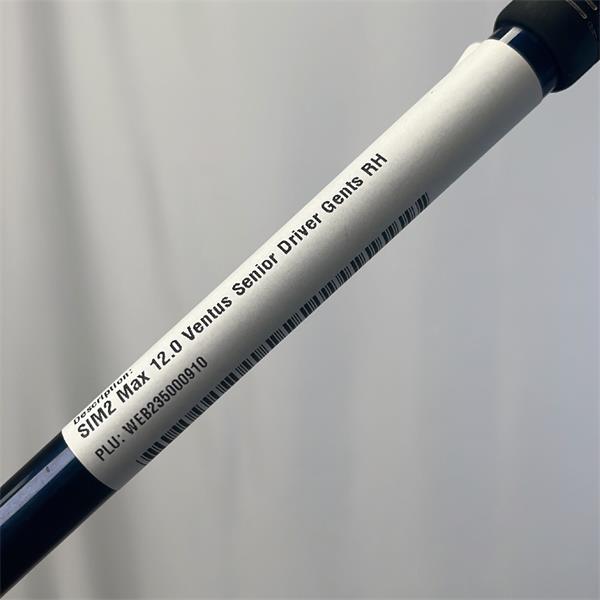 Description:
SIM2 Max 12.0 Ventus Senior Driver Gents RH
PLU: WEB235000910